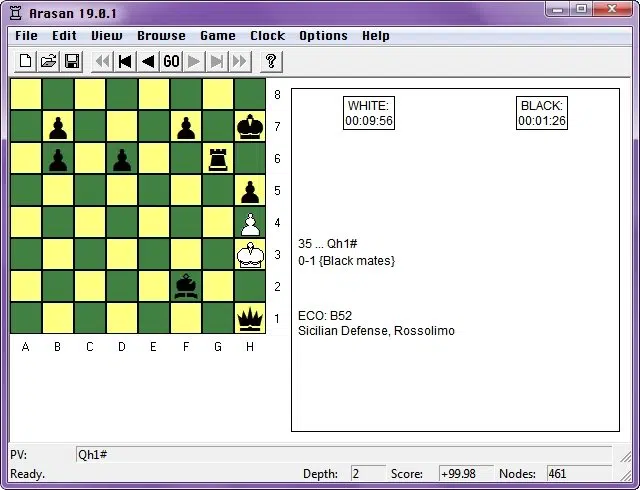 Arasan 19.0.1
File Edit View Browse Game Clock Options Help
GO ?
8
7
6
5
4
3
2
1
A B C D E F G H
WHITE: BLACK:
00:09:56 00:01:26
35 ... Qh1#
0-1 {Black mates}
ECO: B52
Sicilian Defense, Rossolimo
PV: Qh1#
Ready. Depth: 2 Score: +99.98 Nodes: 461